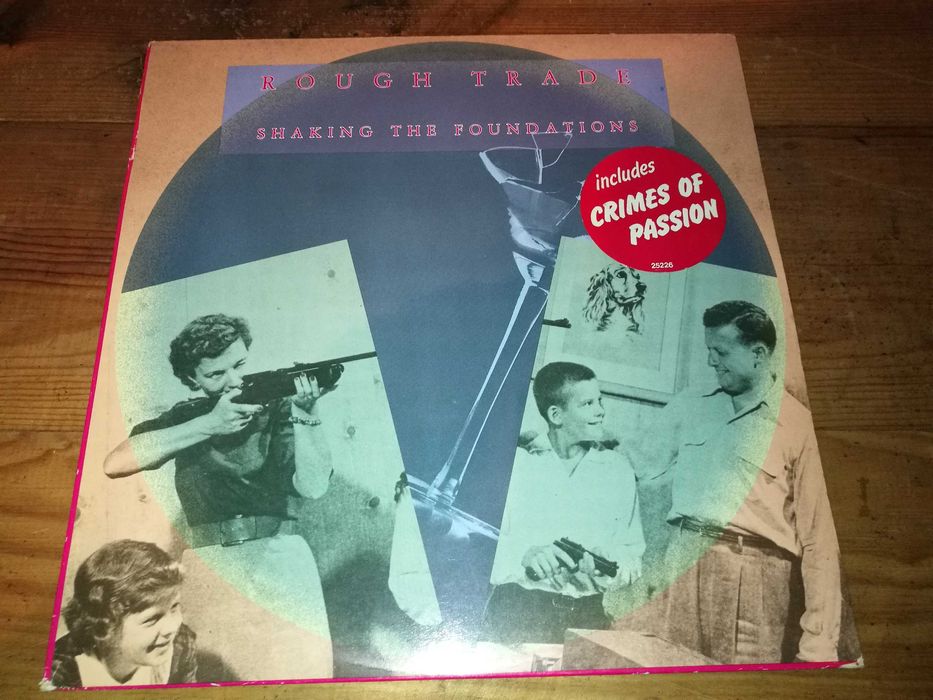 ROUGH TRADE
SHAKING THE FOUNDATIONS
includes
CRIMES OF
PASSION
25226